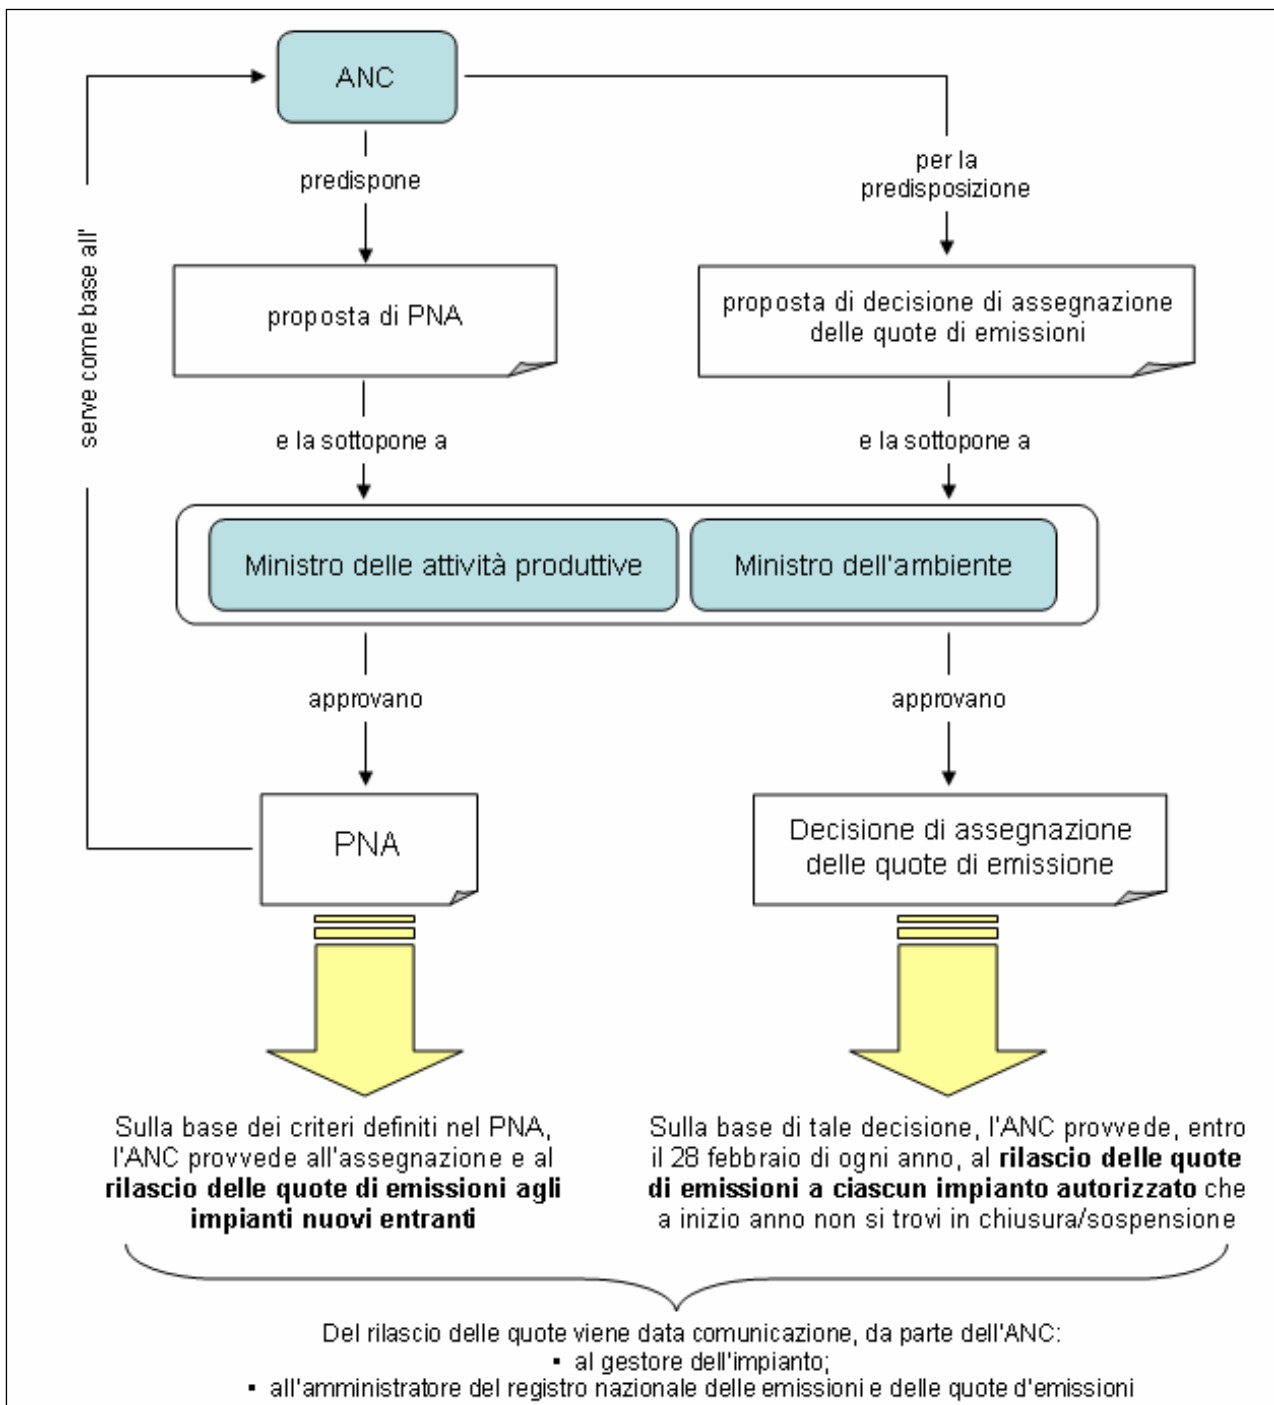 ANC
predispone
per la
predisposizione
serve come base all'
proposta di PNA
proposta di decisione di assegnazione
delle quote di emissioni
e la sottopone a
e la sottopone a
Ministro delle attività produttive
Ministro dell'ambiente
approvano
approvano
PNA
Decisione di assegnazione
delle quote di emissione
Sulla base dei criteri definiti nel PNA,
l'ANC provvede all'assegnazione e al
rilascio delle quote di emissioni agli
impianti nuovi entranti
Sulla base di tale decisione, l'ANC provvede, entro
il 28 febbraio di ogni anno, al rilascio delle quote
di emissioni a ciascun impianto autorizzato che
a inizio anno non si trovi in chiusura/sospensione
Del rilascio delle quote viene data comunicazione, da parte dell'ANC:
▪ al gestore dell'impianto;
▪ all'amministratore del registro nazionale delle emissioni e delle quote d'emissioni